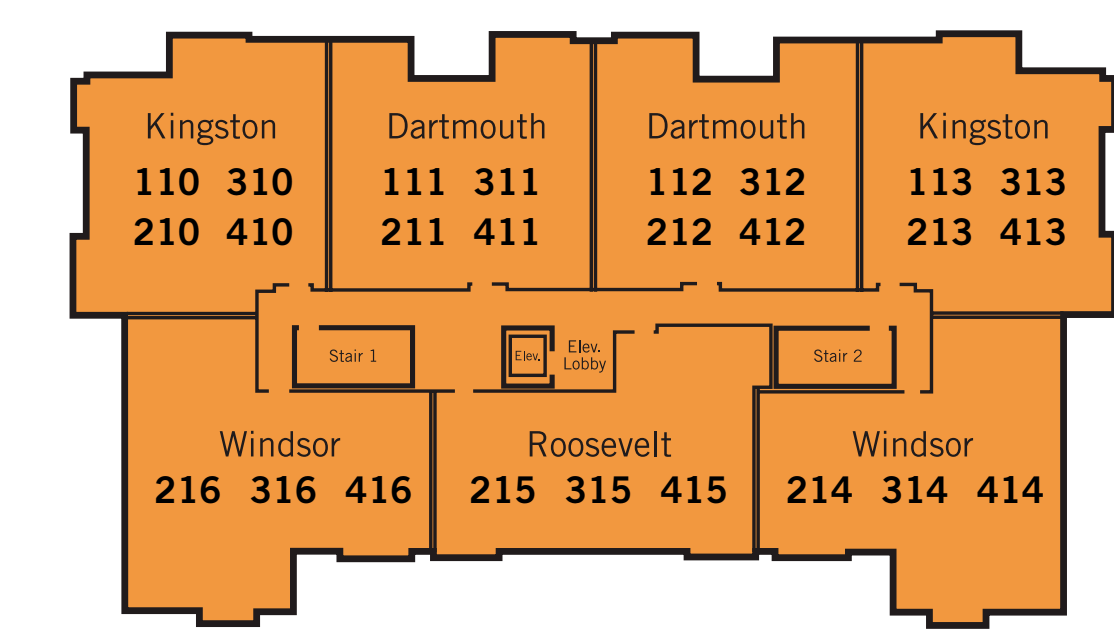 Kingston
110 310
210 410
Dartmouth
111 311
211 411
Dartmouth
112 312
212 412
Kingston
113 313
213 413
Stair 1
Elev.
Elev.
Lobby
Stair 2
Windsor
216 316 416
Roosevelt
215 315 415
Windsor
214 314 414